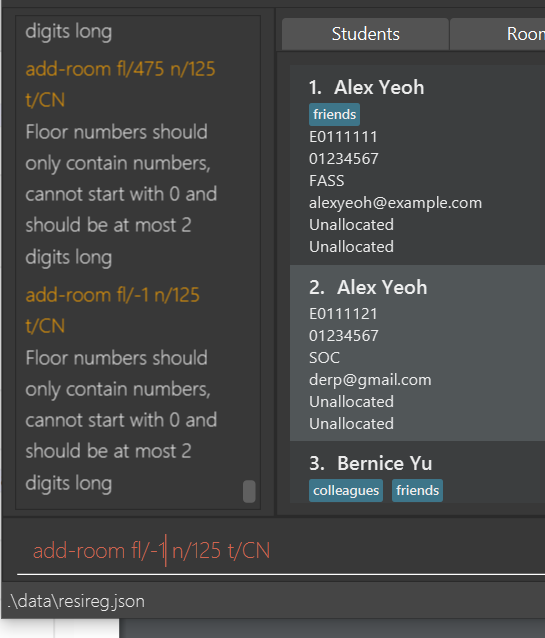 digits long
add-room fl/475 n/125
t/CN
Floor numbers should
only contain numbers,
cannot start with 0 and
should be at most 2
digits long
add-room fl/-1 n/125
t/CN
Floor numbers should
only contain numbers,
cannot start with 0 and
should be at most 2
digits long
Students
Room
1. Alex Yeoh
friends
E0111111
01234567
FASS
alexyeoh@example.com
Unallocated
Unallocated
2. Alex Yeoh
E0111121
01234567
SOC
derp@gmail.com
Unallocated
Unallocated
3. Bernice Yu
colleagues friends
add-room fl/-1 n/125 t/CN
.\data\resireg.json